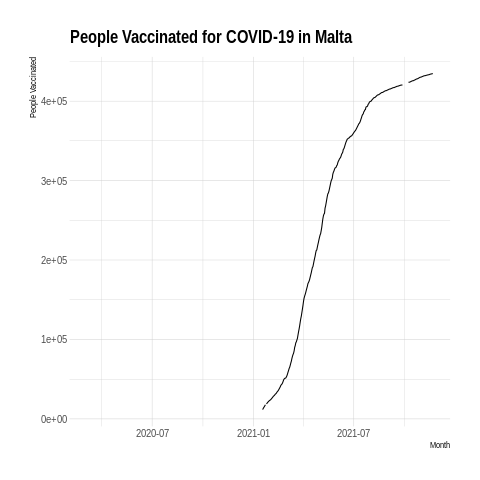 People Vaccinated for COVID-19 in Malta
People Vaccinated
4e+05
3e+05
2e+05
1e+05
0e+00
2020-07 2021-01 2021-07
Month